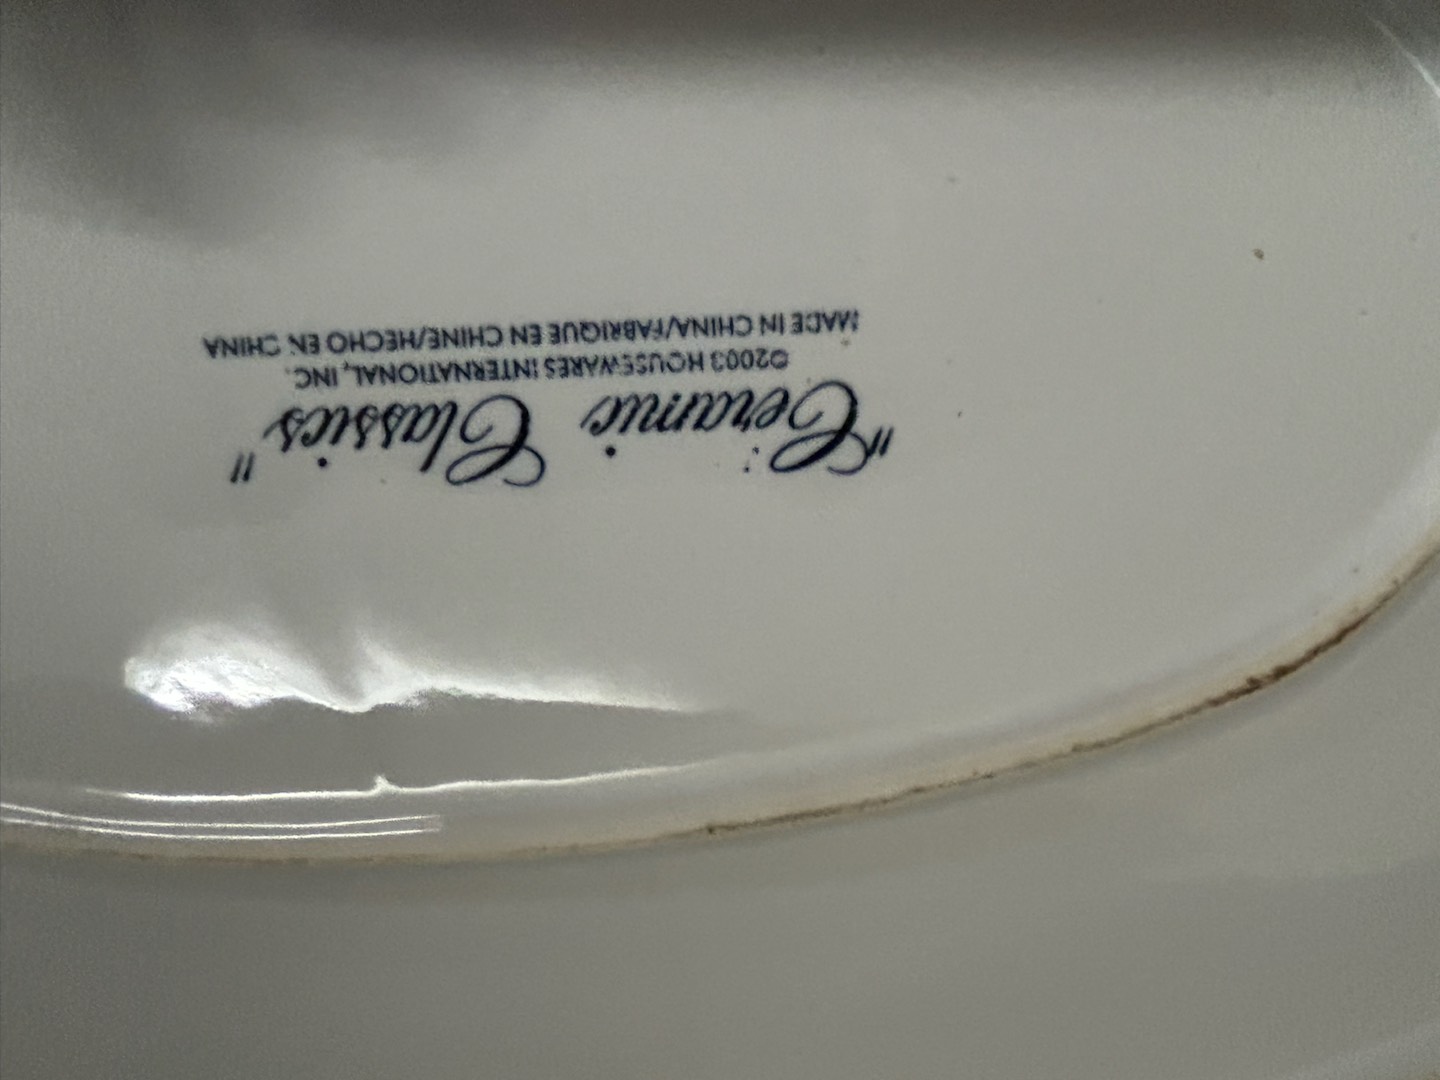 "Ceramic Classics"
©2003 HOUSEWARES INTERNATIONAL, INC.
MADE IN CHINA/FABRIQUE EN CHINE/HECHO EN CHINA